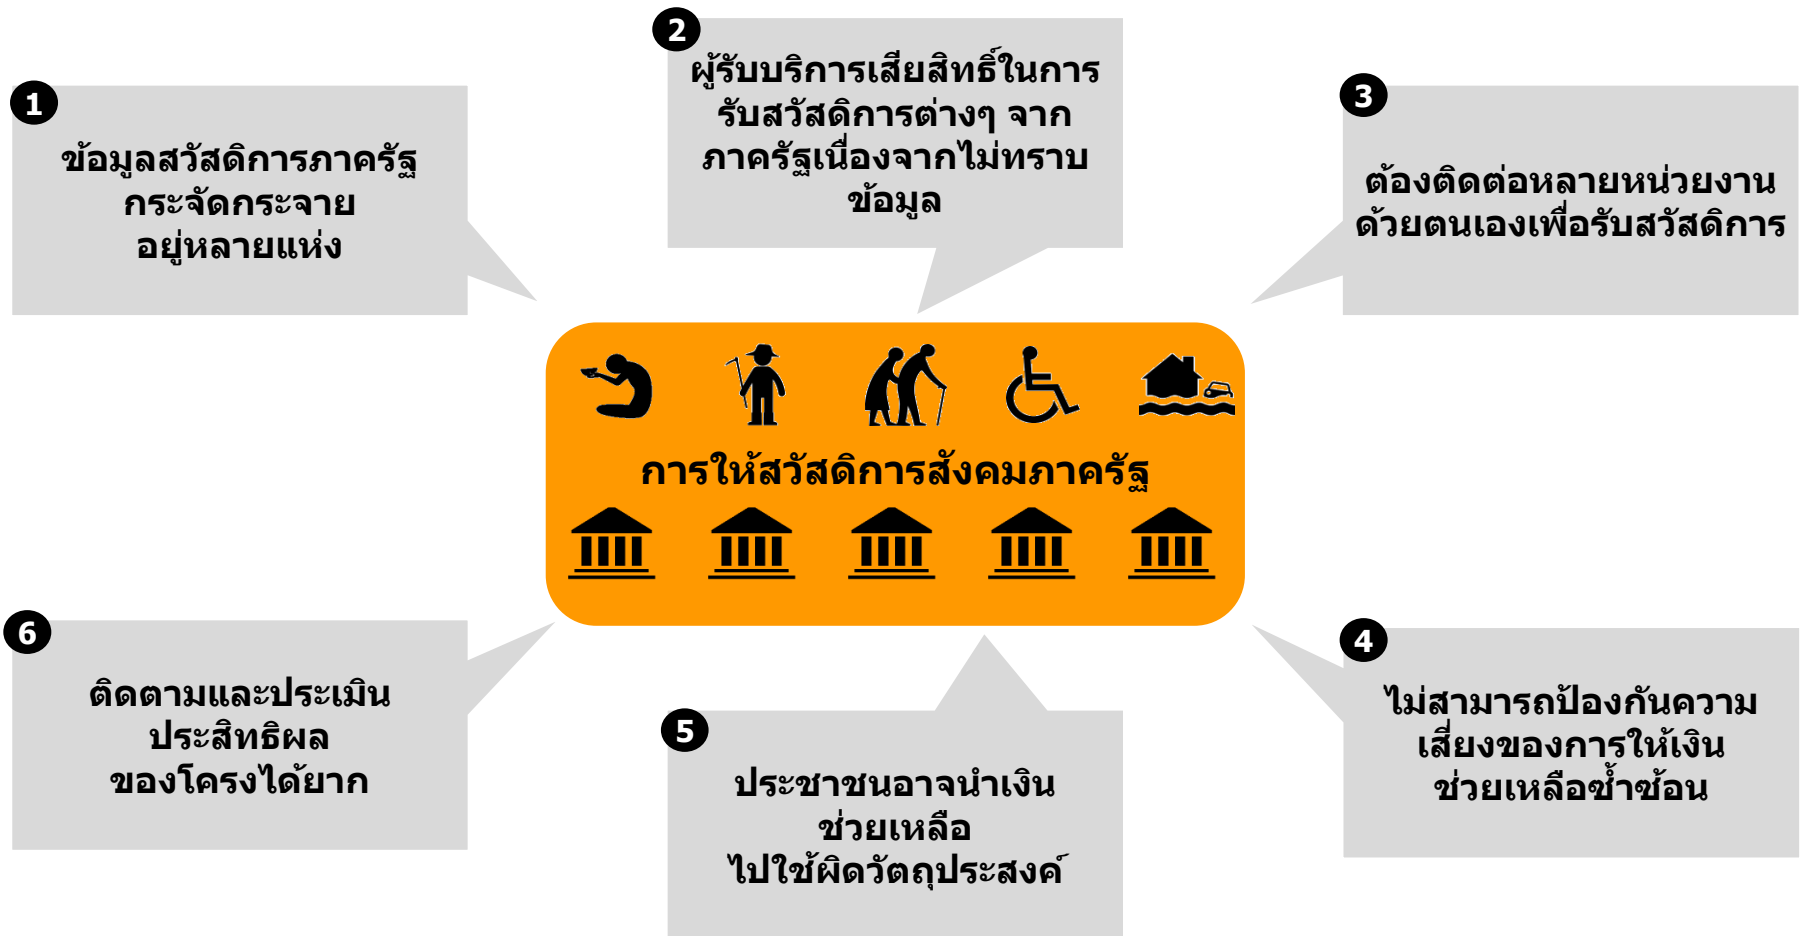 1
ข้อมูลสวัสดิการภาครัฐ
กระจัดกระจาย
อยู่หลายแห่ง
2
ผู้รับบริการเสียสิทธิ์ในการ
รับสวัสดิการต่างๆ จาก
ภาครัฐเนื่องจากไม่ทราบ
ข้อมูล
3
ต้องติดต่อหลายหน่วยงาน
ด้วยตนเองเพื่อรับสวัสดิการ
การให้สวัสดิการสังคมภาครัฐ
4
ไม่สามารถป้องกันความ
เสี่ยงของการให้เงิน
ช่วยเหลือซ้ำซ้อน
5
ประชาชนอาจนำเงิน
ช่วยเหลือ
ไปใช้ผิดวัตถุประสงค์
6
ติดตามและประเมิน
ประสิทธิผล
ของโครงได้ยาก